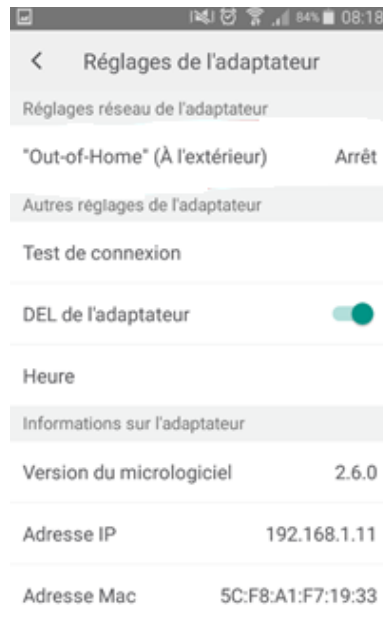 84% 08:18
Réglages de l'adaptateur
Réglages réseau de l'adaptateur
"Out-of-Home" (À l'extérieur) Arrêt
Autres réglages de l'adaptateur
Test de connexion
DEL de l'adaptateur
Heure
Informations sur l'adaptateur
Version du micrologiciel 2.6.0
Adresse IP 192.168.1.11
Adresse Mac 5C:F8:A1:F7:19:33